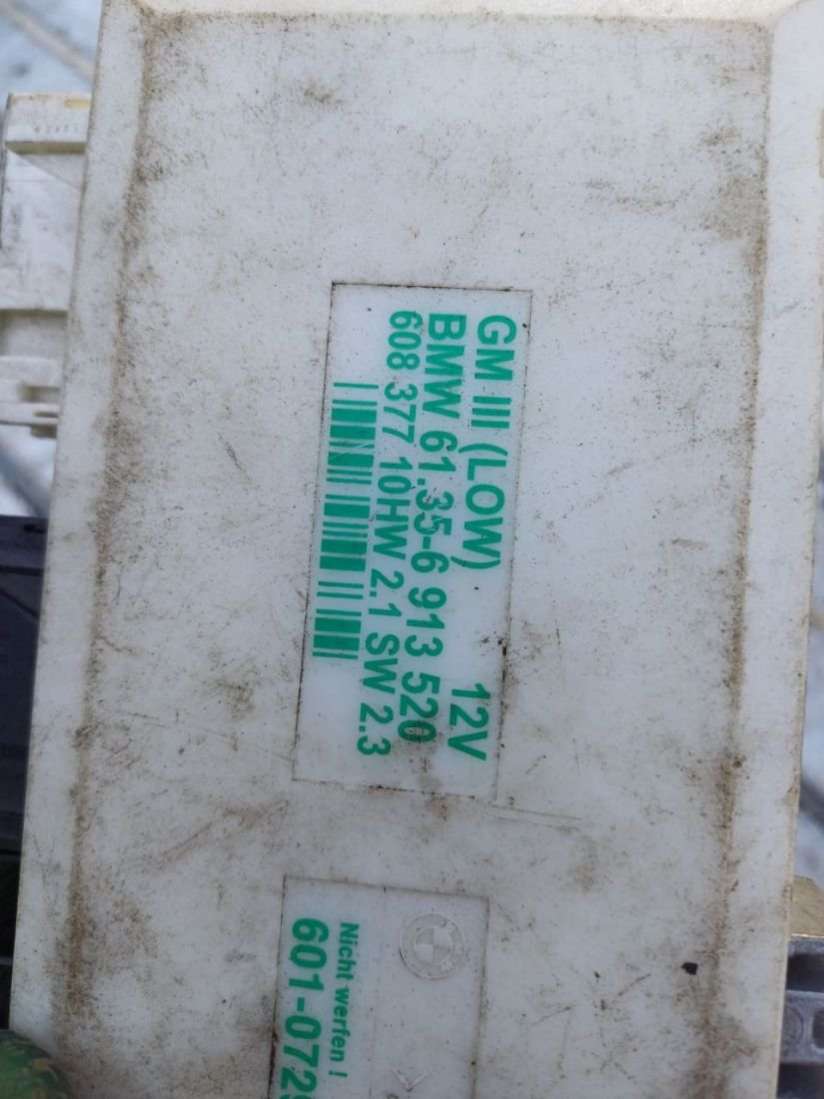 GM III (LOW) 12V
BMW 61.35-6 913 520
608 377 10HW 2.1 SW 2.3
Nicht werfen !
601-072